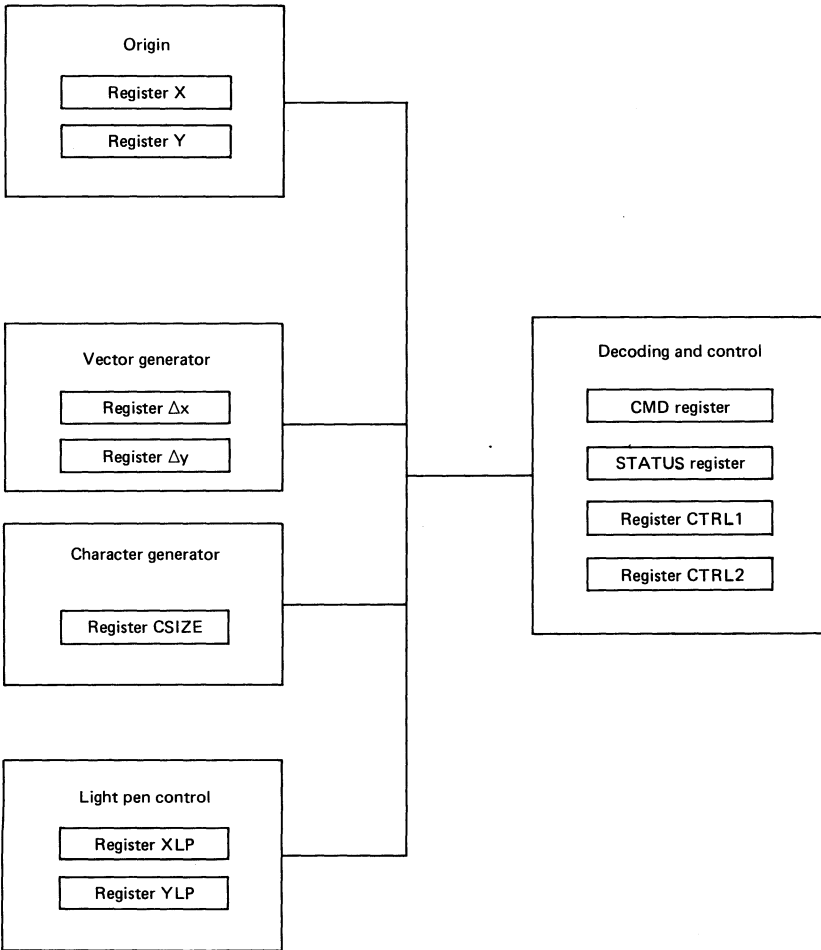 Origin
Register X
Register Y
Vector generator
Register Δx
Register Δy
Character generator
Register CSIZE
Light pen control
Register XLP
Register YLP
Decoding and control
CMD register
STATUS register
Register CTRL1
Register CTRL2